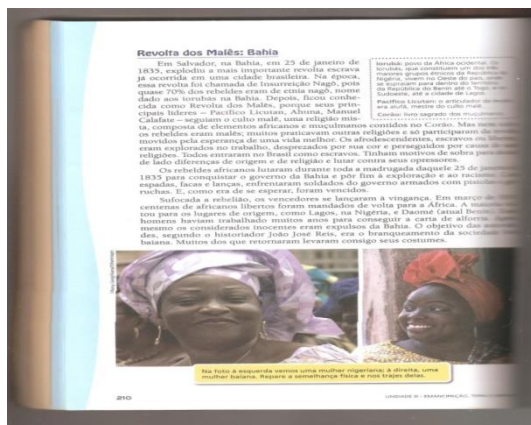 Revolta dos Malês: Bahia
Em Salvador, na Bahia, em 25 de janeiro de
1835, explodiu a mais importante revolta escrava
já ocorrida em uma cidade brasileira. Na época,
essa revolta foi chamada de Insurreição Nagô, pois
quase 70% dos rebeldes eram de etnia nagô, nome
dado aos iorubás na Bahia. Depois, ficou conhe-
cida como Revolta dos Malês, porque seus prin-
cipais líderes – Pacífico Licutan, Ahuna, Manuel
Calafate – seguiam o culto malê, uma religião mis-
ta, composta de elementos africanos e muçulmanos contidos no Corão. Mas nem
os rebeldes eram malês; muitos praticavam outras religiões e só participaram
movidos pela esperança de uma vida melhor. Os afrodescendentes, escravos ou
eram explorados no trabalho, desprezados por sua cor e perseguidos por causa
religiões. Todos entraram no Brasil como escravos. Tinham motivos de sobra para
de lado diferenças de origem e de religião e lutar contra seus opressores.
Os rebeldes africanos lutaram durante toda a madrugada daquele 25 de
1835 para conquistar o governo da Bahia e pôr fim à exploração e ao
espadas, facas e lanças, enfrentaram soldados do governo armados com
ruchas. E, como era de se esperar, foram vencidos.
Sufocada a rebelião, os vencedores se lançaram à vingança. Em março de
centenas de africanos libertos foram mandados de volta para a África. A
tou para os lugares de origem, como Lagos, na Nigéria, e Daomé (atual Benin).
homens haviam trabalhado muitos anos para conseguir a carta de alforria.
mesmo os considerados inocentes eram expulsos da Bahia. O objetivo das
des, segundo o historiador João José Reis, era o branqueamento da sociedade
baiana. Muitos dos que retornaram levaram consigo seus costumes.
Iorubá: povo da África ocidental. Os
iorubás, que constituem um dos três
maiores grupos étnicos da República da
Nigéria, vivem no Oeste do país, onde
se espraiam para dentro do território
da República do Benin até o Togo, e no
Sudoeste, até a cidade de Lagos.
Pacífico Licutan: o articulador da
era alufá, mestre do culto malê.
Corão: livro sagrado dos muçulmanos.
Na foto à esquerda vemos uma mulher nigeriana; à direita, uma
mulher baiana. Repare a semelhança física e nos trajes delas.
210
UNIDADE III - EMANCIPAÇÃO,